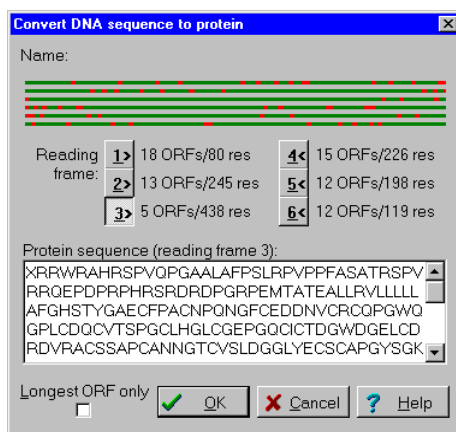 Convert DNA sequence to protein
Name:
Reading frame:
1> 18 ORFs/80 res
2> 13 ORFs/245 res
3> 5 ORFs/438 res
4< 15 ORFs/226 res
5< 12 ORFs/198 res
6< 12 ORFs/119 res
Protein sequence (reading frame 3):
XRRWRAHRSPVQPGAALAFPSLRPVPPFASATRSPV
RRQEPDPRPHRSRDRDPGRPEMTATEALLRVLLLLL
AFGHSTYGAECFPACNPQNGFCEDDNVCRCQPGWQ
GPLCDQCVTSPGCLHGLCGEPGQCICTDGWDGELCD
RDVRACSSAPCANNGTCVSLDGGLYECSCAPGYSGK
Longest ORF only
OK
Cancel
? Help